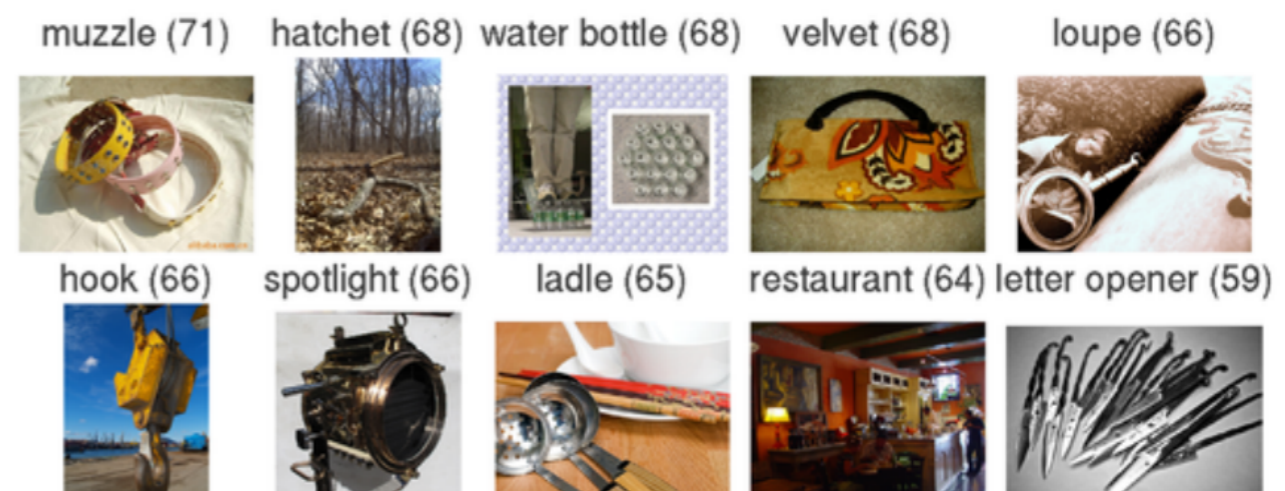 muzzle (71) hatchet (68) water bottle (68) velvet (68) loupe (66)
hook (66) spotlight (66) ladle (65) restaurant (64) letter opener (59)